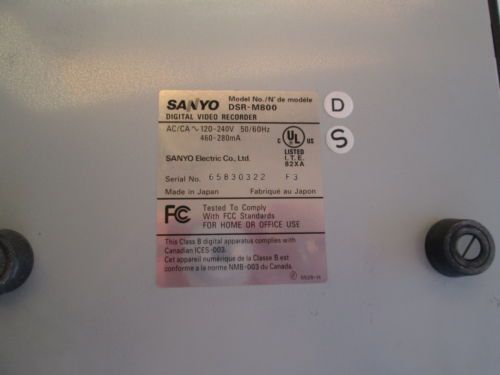 SANYO Model No./N° de modèle
DSR-M800
DIGITAL VIDEO RECORDER
AC/CA ~ 120-240V 50/60Hz
460-280mA
SANYO Electric Co., Ltd.
C UL US
LISTED
I.T.E.
82XA
Serial No. 65830322 F3
Made in Japan Fabriqué au Japon
FC Tested To Comply
With FCC Standards
FOR HOME OR OFFICE USE
This Class B digital apparatus complies with
Canadian ICES-003.
Cet appareil numérique de la Classe B est
conforme a la norme NMB-003 du Canada.
D
S